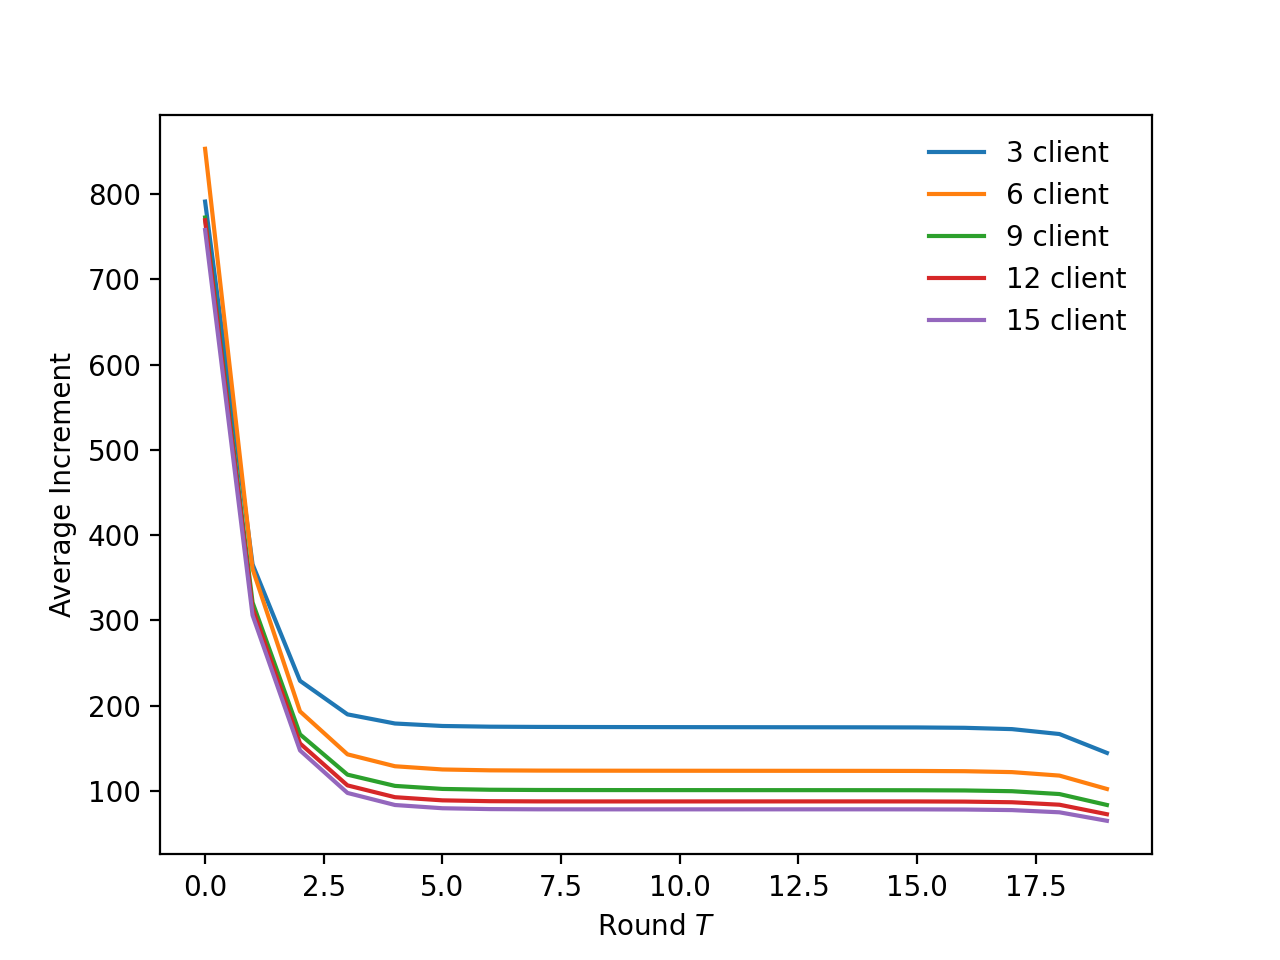 3 client
6 client
9 client
12 client
15 client
800
700
600
500
400
300
200
100
Average Increment
0.0 2.5 5.0 7.5 10.0 12.5 15.0 17.5
Round T